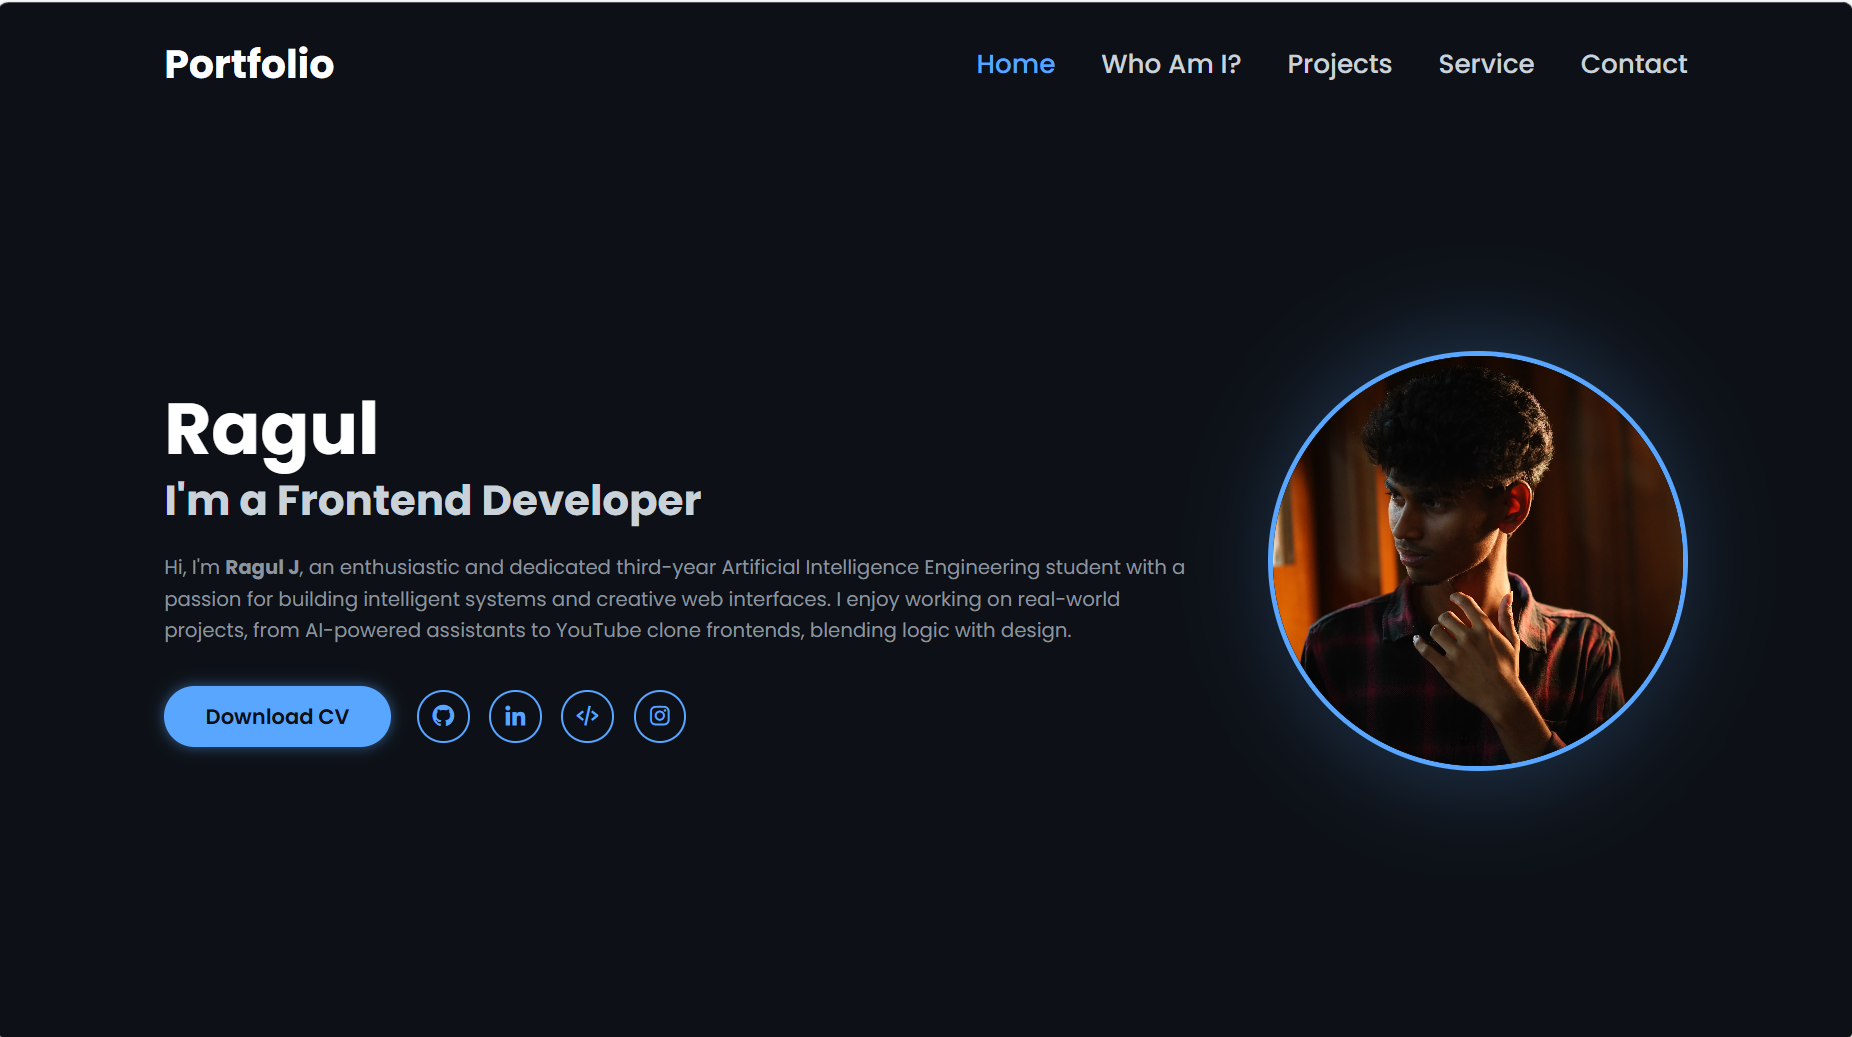 Portfolio
Home Who Am I? Projects Service Contact
Ragul
I'm a Frontend Developer
Hi, I'm Ragul J, an enthusiastic and dedicated third-year Artificial Intelligence Engineering student with a
passion for building intelligent systems and creative web interfaces. I enjoy working on real-world
projects, from AI-powered assistants to YouTube clone frontends, blending logic with design.
Download CV